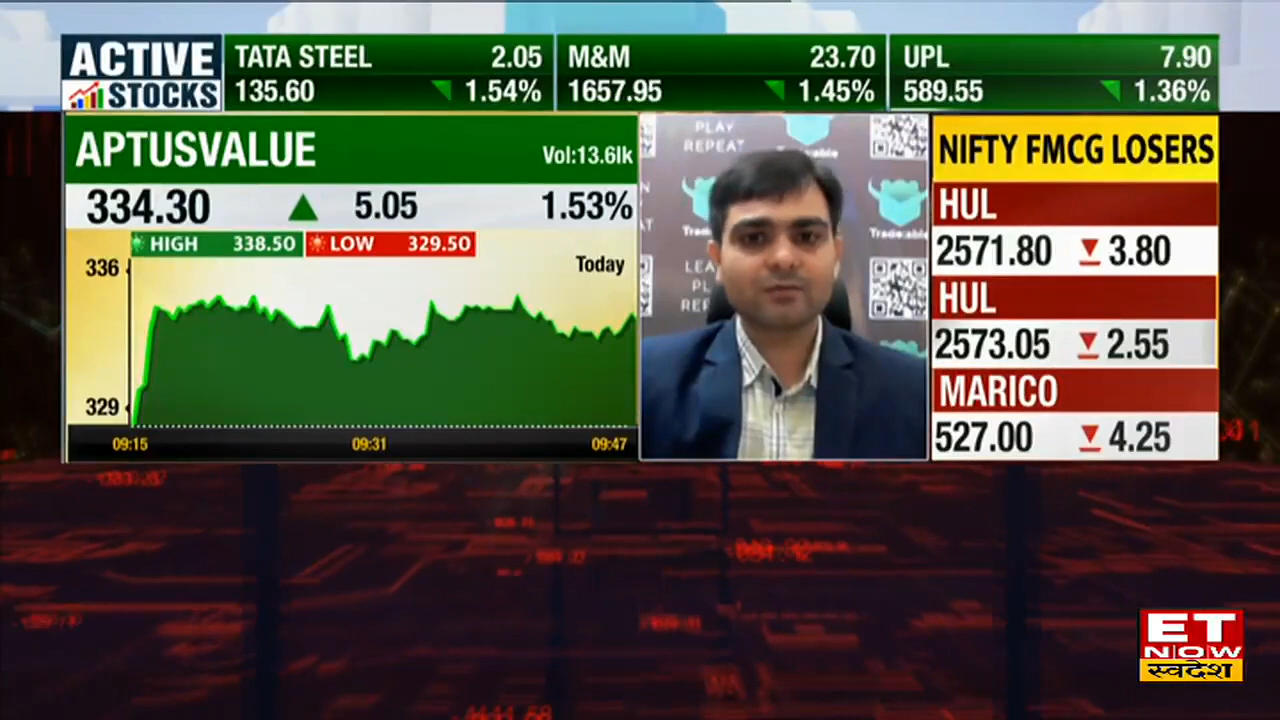 ACTIVE
STOCKS
TATA STEEL 2.05
135.60 1.54%
M&M 23.70
1657.95 1.45%
UPL 7.90
589.55 1.36%
APTUSVALUE Vol:13.6lk
334.30 5.05 1.53%
HIGH 338.50 LOW 329.50
Today
336
329
09:15 09:31 09:47
PLAY
REPEAT
NIFTY FMCG LOSERS
HUL
2571.80 3.80
HUL
2573.05 2.55
MARICO
527.00 4.25
ET
NOW
स्वदेश